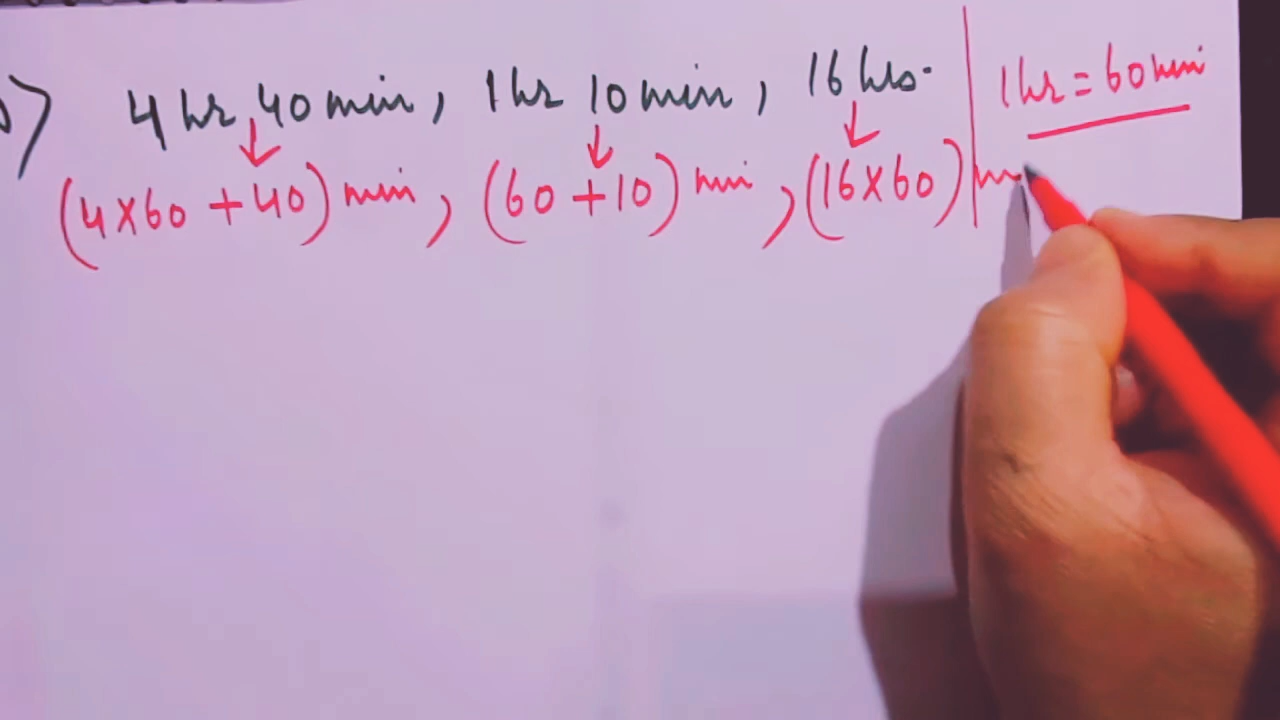 4 hr, 40 min, 1 hr 10 min, 16 hrs.
1 hr = 60 min
(4×60 + 40) min, (60 + 10) min, (16×60)